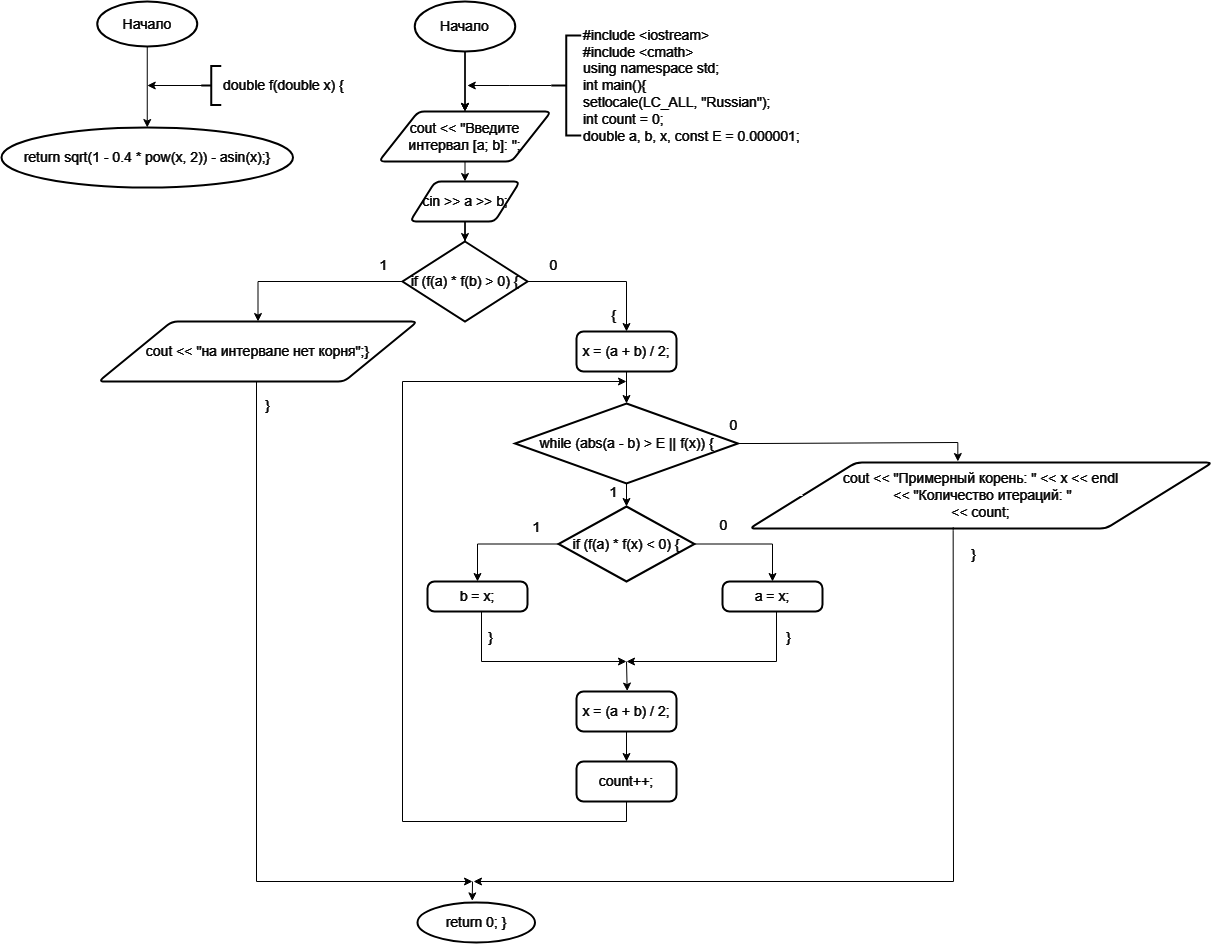 Начало
double f(double x) {
return sqrt(1 - 0.4 * pow(x, 2)) - asin(x);}
Начало
#include <iostream>
#include <cmath>
using namespace std;
int main(){
setlocale(LC_ALL, "Russian");
int count = 0;
double a, b, x, const E = 0.000001;
cout << "Введите
интервал [a; b]: ";
cin >> a >> b;
if (f(a) * f(b) > 0) {
1
0
cout << "на интервале нет корня";}
}
{
x = (a + b) / 2;
while (abs(a - b) > E || f(x)) {
0
1
cout << "Примерный корень: " << x << endl
<< "Количество итераций: "
<< count;
}
if (f(a) * f(x) < 0) {
1
0
b = x;
}
a = x;
}
x = (a + b) / 2;
count++;
return 0; }